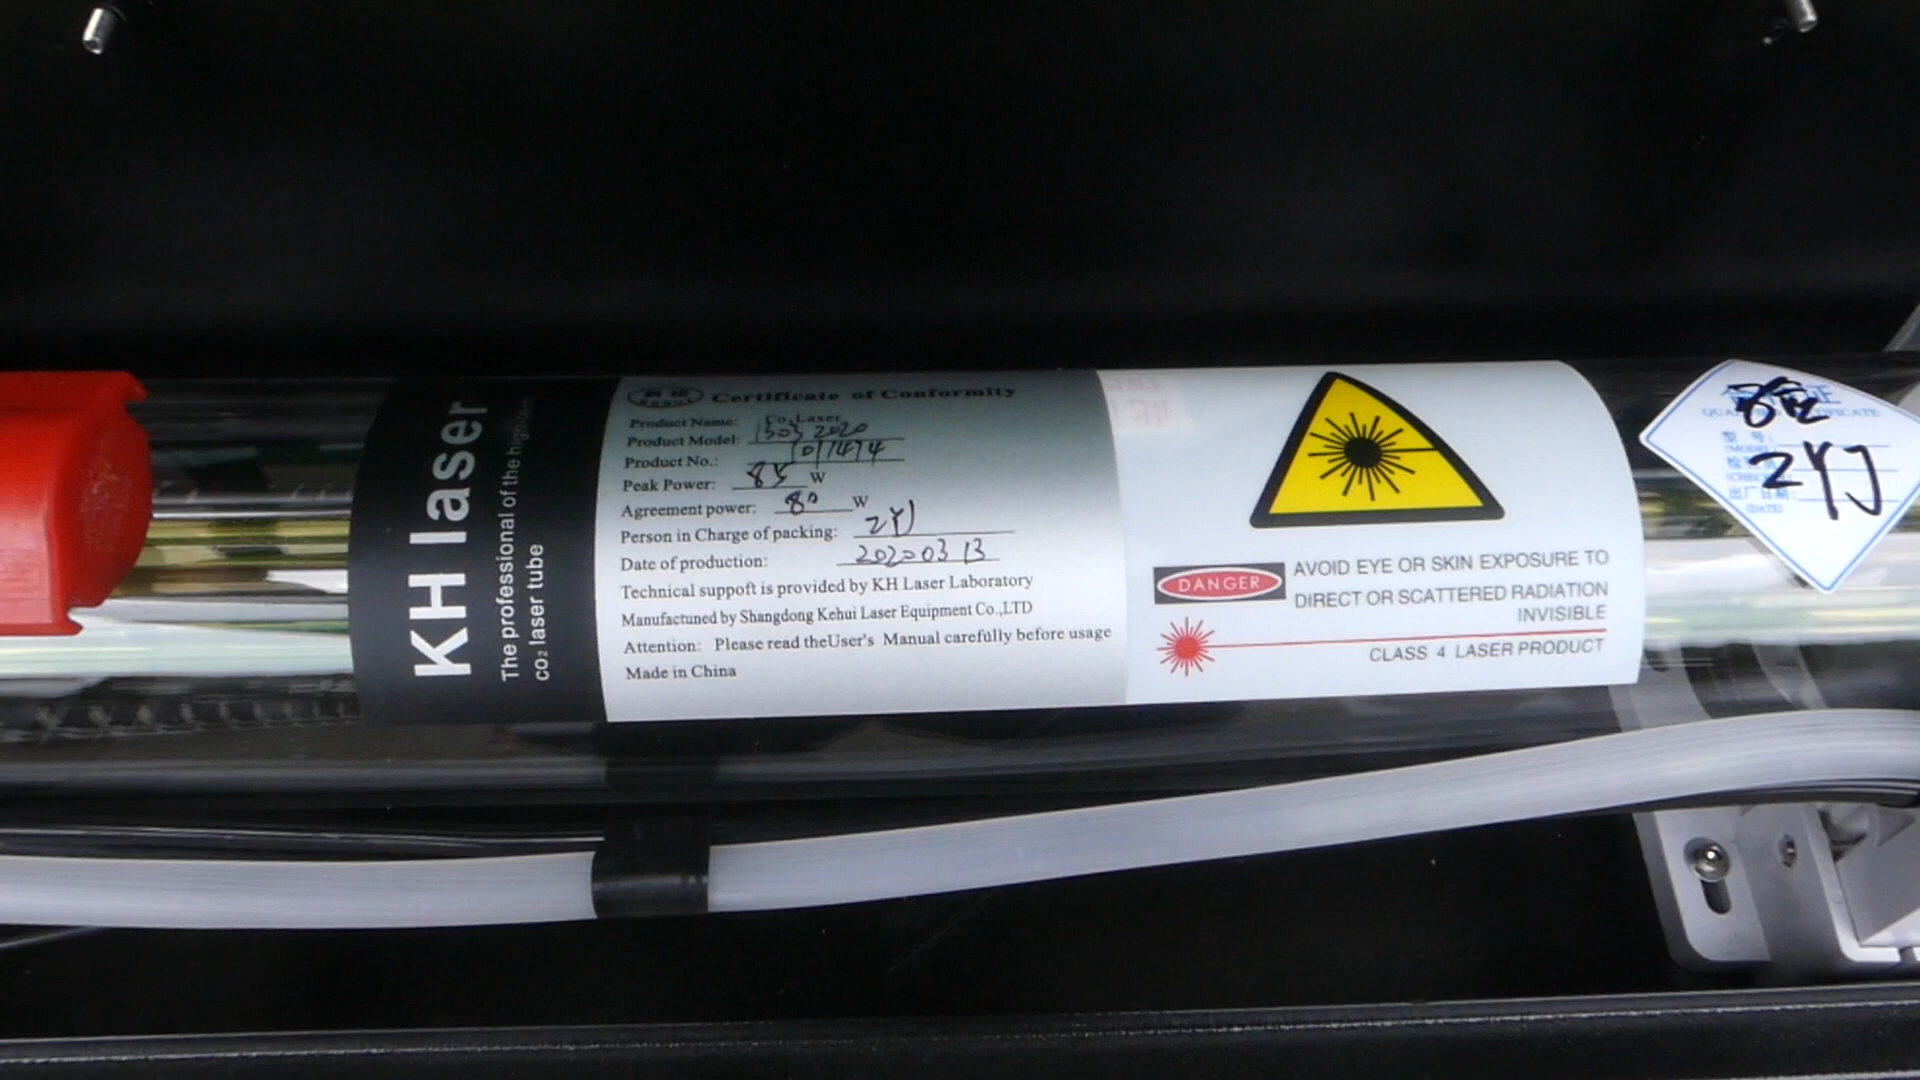 KH laser
The professional of the highpower
co₂ laser tube
Certificate of Conformity
Product Name: Co₂Laser
Product Model:
Product No.:
Peak Power: 85 W
Agreement power: 80 W
Person in Charge of packing: ZYJ
Date of production: 20200313
Technical suppoft is provided by KH Laser Laboratory
Manufactuned by Shangdong Kehui Laser Equipment Co.,LTD
Attention: Please read theUser's Manual carefully before usage
Made in China
DANGER
AVOID EYE OR SKIN EXPOSURE TO
DIRECT OR SCATTERED RADIATION
INVISIBLE
CLASS 4 LASER PRODUCT
ZYJ
(DATE)